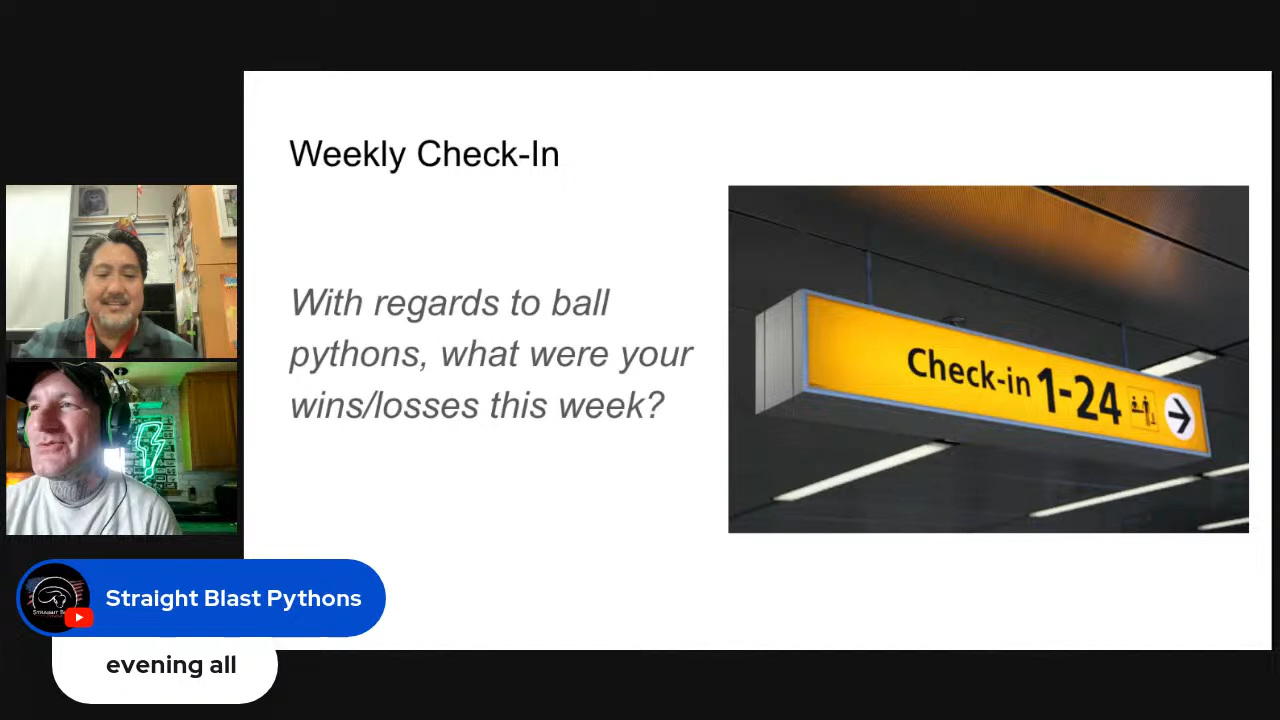 Weekly Check-In
With regards to ball
pythons, what were your
wins/losses this week?
Check-in 1-24
Straight Blast Pythons
evening all